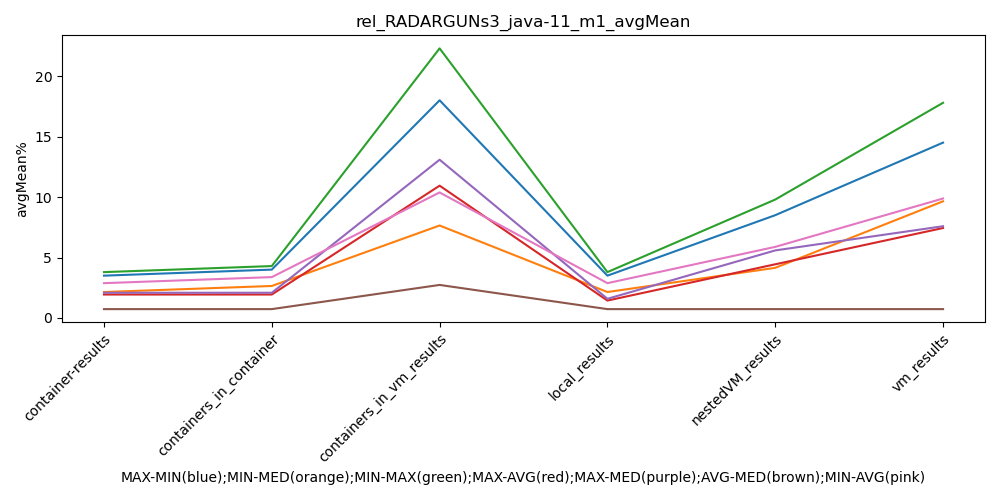 rel_RADARGUNs3_java-11_m1_avgMean
avgMean%
20
15
10
5
0
container-results
containers_in_container
containers_in_vm_results
local_results
nestedVM_results
vm_results
MAX-MIN(blue);MIN-MED(orange);MIN-MAX(green);MAX-AVG(red);MAX-MED(purple);AVG-MED(brown);MIN-AVG(pink)